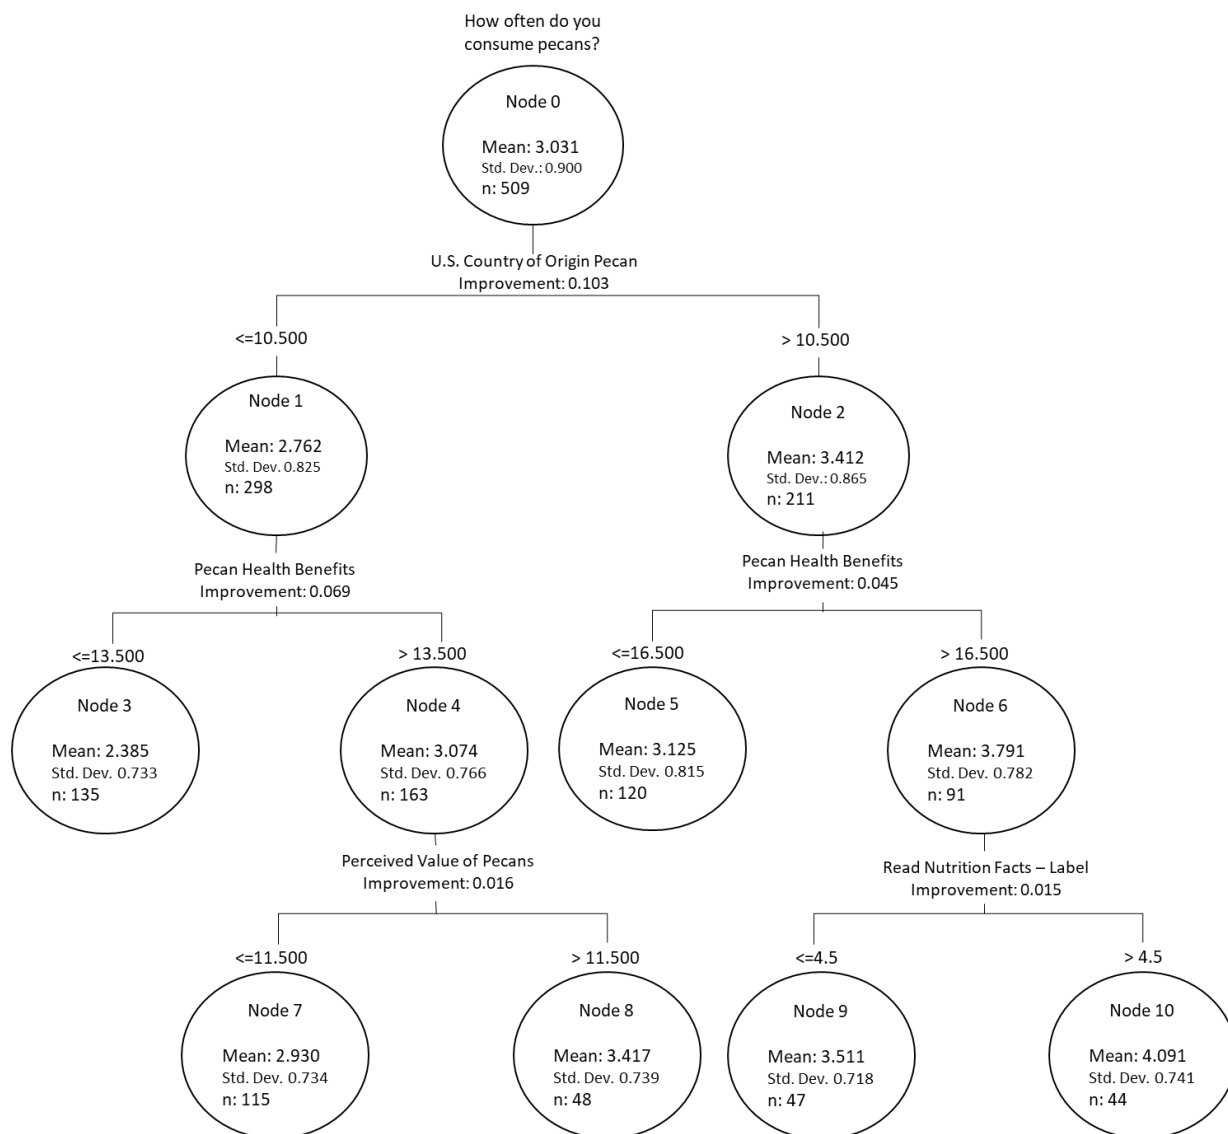 How often do you
consume pecans?
Node 0
Mean: 3.031
Std. Dev.: 0.900
n: 509
U.S. Country of Origin Pecan
Improvement: 0.103
<=10.500
> 10.500
Node 1
Mean: 2.762
Std. Dev. 0.825
n: 298
Node 2
Mean: 3.412
Std. Dev.: 0.865
n: 211
Pecan Health Benefits
Improvement: 0.069
Pecan Health Benefits
Improvement: 0.045
<=13.500
> 13.500
<=16.500
> 16.500
Node 3
Mean: 2.385
Std. Dev. 0.733
n: 135
Node 4
Mean: 3.074
Std. Dev. 0.766
n: 163
Node 5
Mean: 3.125
Std. Dev. 0.815
n: 120
Node 6
Mean: 3.791
Std. Dev. 0.782
n: 91
Perceived Value of Pecans
Improvement: 0.016
Read Nutrition Facts – Label
Improvement: 0.015
<=11.500
> 11.500
<=4.5
> 4.5
Node 7
Mean: 2.930
Std. Dev. 0.734
n: 115
Node 8
Mean: 3.417
Std. Dev. 0.739
n: 48
Node 9
Mean: 3.511
Std. Dev. 0.718
n: 47
Node 10
Mean: 4.091
Std. Dev. 0.741
n: 44